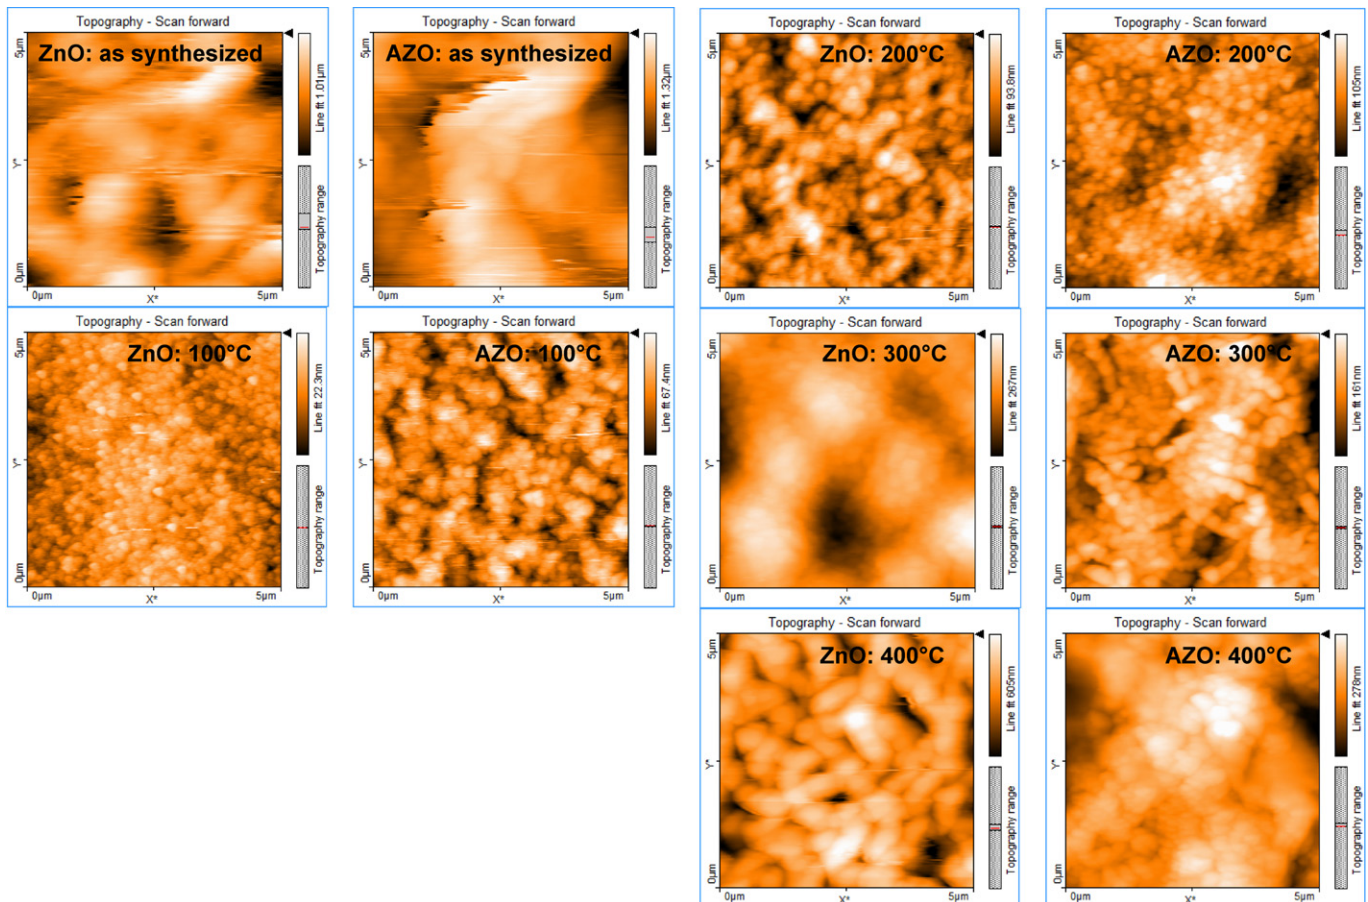 Topography - Scan forward
ZnO: as synthesized
5µm
Y*
0µm
0µm
X*
5µm
Line fit 1.01µm
Topography range
Topography - Scan forward
AZO: as synthesized
5µm
Y*
0µm
0µm
X*
5µm
Line fit 1.32µm
Topography range
Topography - Scan forward
ZnO: 200°C
5µm
Y*
0µm
0µm
X*
5µm
Line fit 93.8nm
Topography range
Topography - Scan forward
AZO: 200°C
5µm
Y*
0µm
0µm
X*
5µm
Line fit 105nm
Topography range
Topography - Scan forward
ZnO: 100°C
5µm
Y*
0µm
0µm
X*
5µm
Line fit 22.3nm
Topography range
Topography - Scan forward
AZO: 100°C
5µm
Y*
0µm
0µm
X*
5µm
Line fit 67.4nm
Topography range
Topography - Scan forward
ZnO: 300°C
5µm
Y*
0µm
0µm
X*
5µm
Line fit 267nm
Topography range
Topography - Scan forward
AZO: 300°C
5µm
Y*
0µm
0µm
X*
5µm
Line fit 161nm
Topography range
Topography - Scan forward
ZnO: 400°C
5µm
Y*
0µm
0µm
X*
5µm
Line fit 605nm
Topography range
Topography - Scan forward
AZO: 400°C
5µm
Y*
0µm
0µm
X*
5µm
Line fit 278nm
Topography range